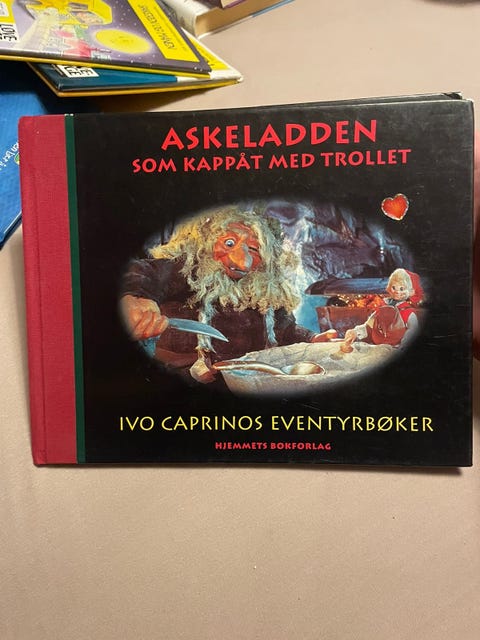 ASKELADDEN
SOM KAPPÅT MED TROLLET
IVO CAPRINOS EVENTYRBØKER
HJEMMETS BOKFORLAG